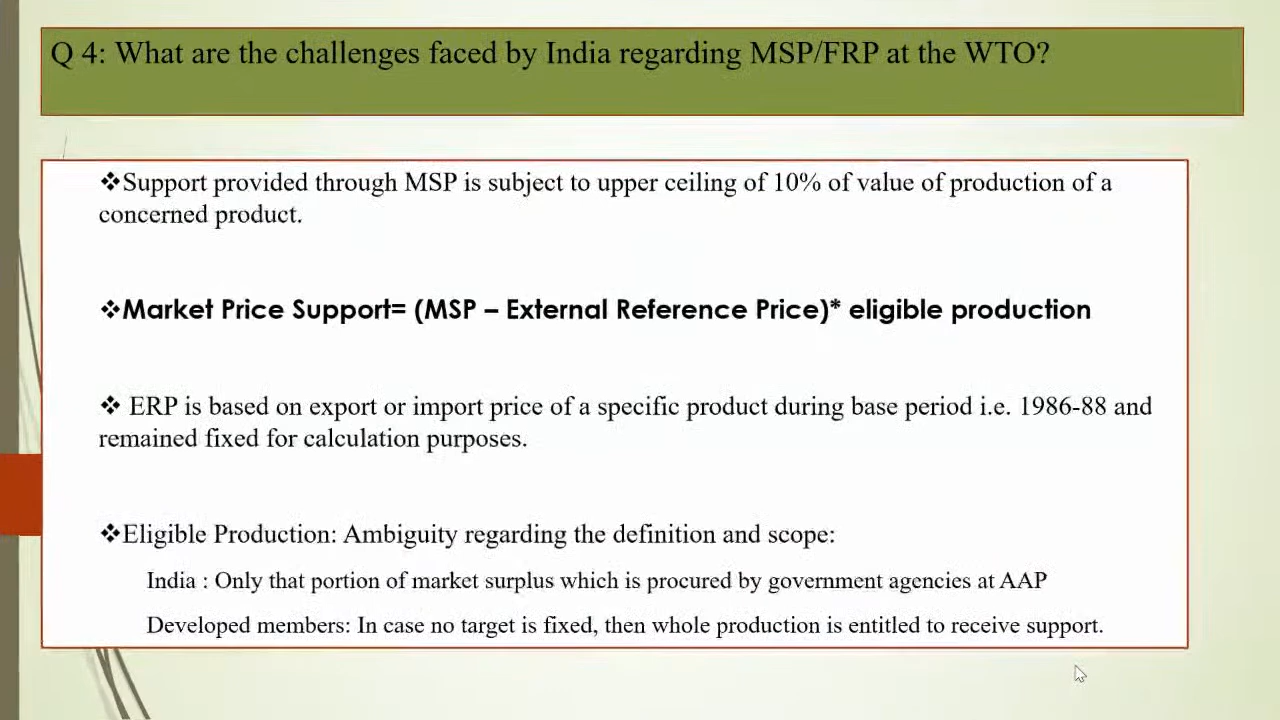 Q 4: What are the challenges faced by India regarding MSP/FRP at the WTO?
❖Support provided through MSP is subject to upper ceiling of 10% of value of production of a
concerned product.
❖Market Price Support= (MSP – External Reference Price)* eligible production
❖ ERP is based on export or import price of a specific product during base period i.e. 1986-88 and
remained fixed for calculation purposes.
❖Eligible Production: Ambiguity regarding the definition and scope:
India : Only that portion of market surplus which is procured by government agencies at AAP
Developed members: In case no target is fixed, then whole production is entitled to receive support.